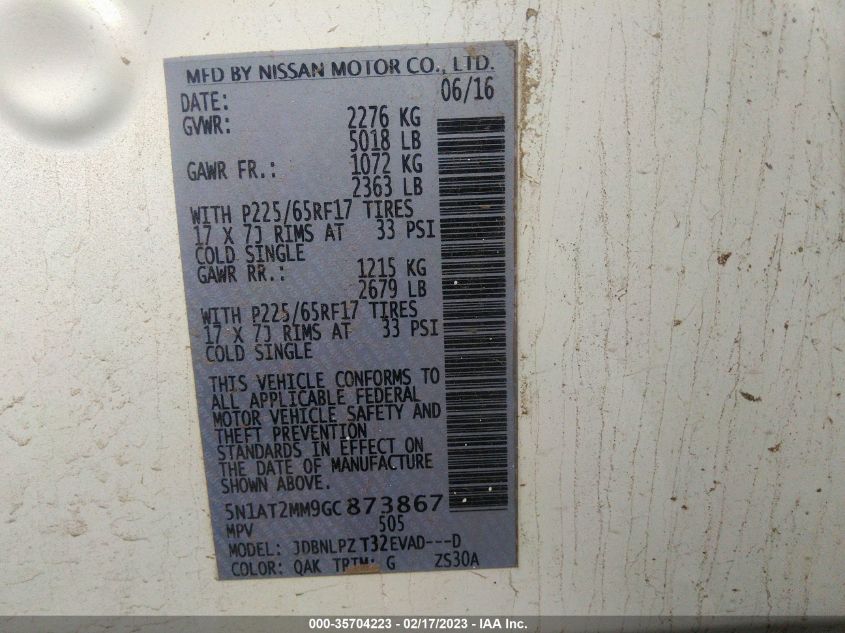 MFD BY NISSAN MOTOR CO., LTD.
DATE: 06/16
GVWR: 2276 KG
5018 LB
GAWR FR.: 1072 KG
2363 LB
WITH P225/65RF17 TIRES
17 X 7J RIMS AT 33 PSI
COLD SINGLE
GAWR RR.: 1215 KG
2679 LB
WITH P225/65RF17 TIRES
17 X 7J RIMS AT 33 PSI
COLD SINGLE
THIS VEHICLE CONFORMS TO
ALL APPLICABLE FEDERAL
MOTOR VEHICLE SAFETY AND
THEFT PREVENTION
STANDARDS IN EFFECT ON
THE DATE OF MANUFACTURE
SHOWN ABOVE.
5N1AT2MM9GC873867
MPV 505
MODEL: JDBNLPZ T32EVAD---D
COLOR: QAK TRIM: G ZS30A
000-35704223 - 02/17/2023 - IAA Inc.